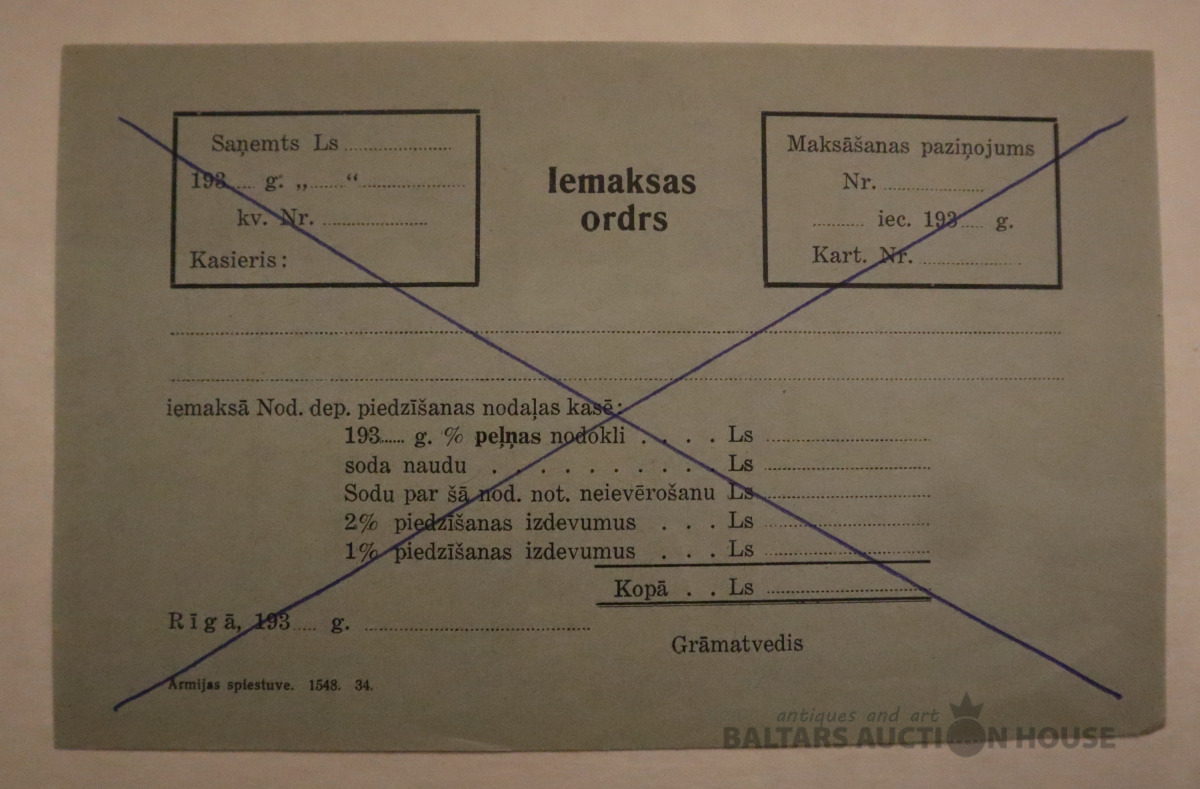 Saņemts Ls ....................
193..... g. „......“ ....................
kv. Nr. ....................
Kasieris:
Iemaksas
ordrs
Maksāšanas paziņojums
Nr. ....................
.......... iec. 193..... g.
Kart. Nr. ....................
iemaksā Nod. dep. piedzīšanas nodaļas kasē:
193...... g. % peļņas nodokli . . . . Ls ....................
soda naudu . . . . . . . . . . Ls ....................
Sodu par šā nod. not. neievērošanu Ls ....................
2% piedzīšanas izdevumus . . . Ls ....................
1% piedzīšanas izdevumus . . . Ls ....................
Kopā . . Ls ....................
Rīgā, 193..... g. ....................
Grāmatvedis
Armijas spiestuve. 1548. 34.
antiques and art
BALTARS AUCTION HOUSE